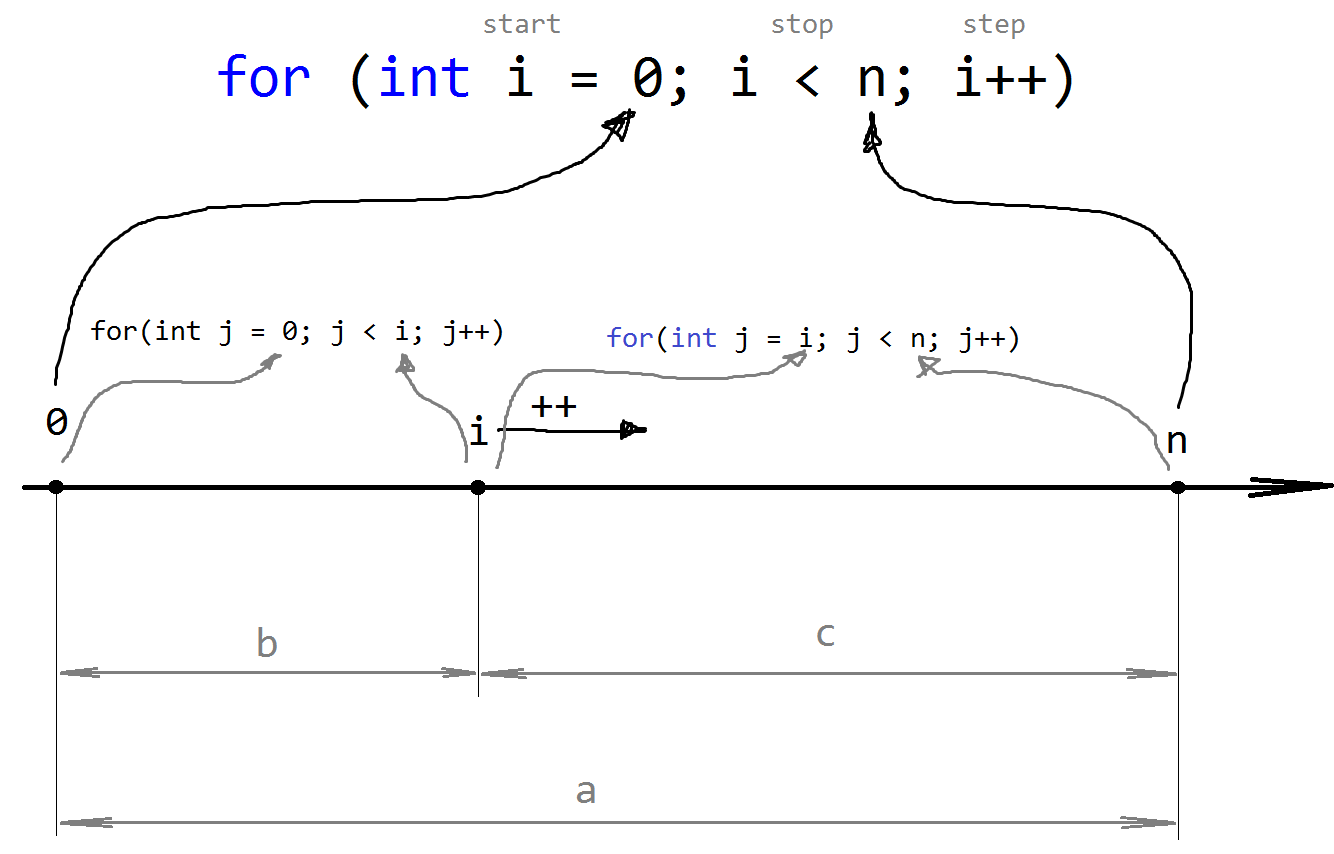 start stop step
for (int i = 0; i < n; i++)
for(int j = 0; j < i; j++) for(int j = i; j < n; j++)
0 i ++ n
b c
a